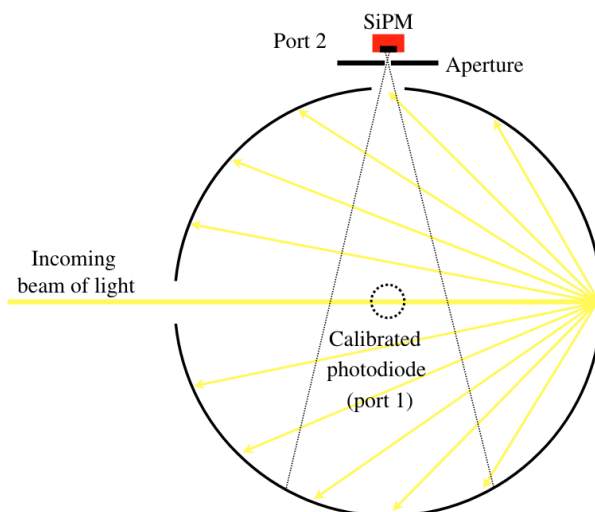 SiPM
Port 2
Aperture
Incoming
beam of light
Calibrated
photodiode
(port 1)